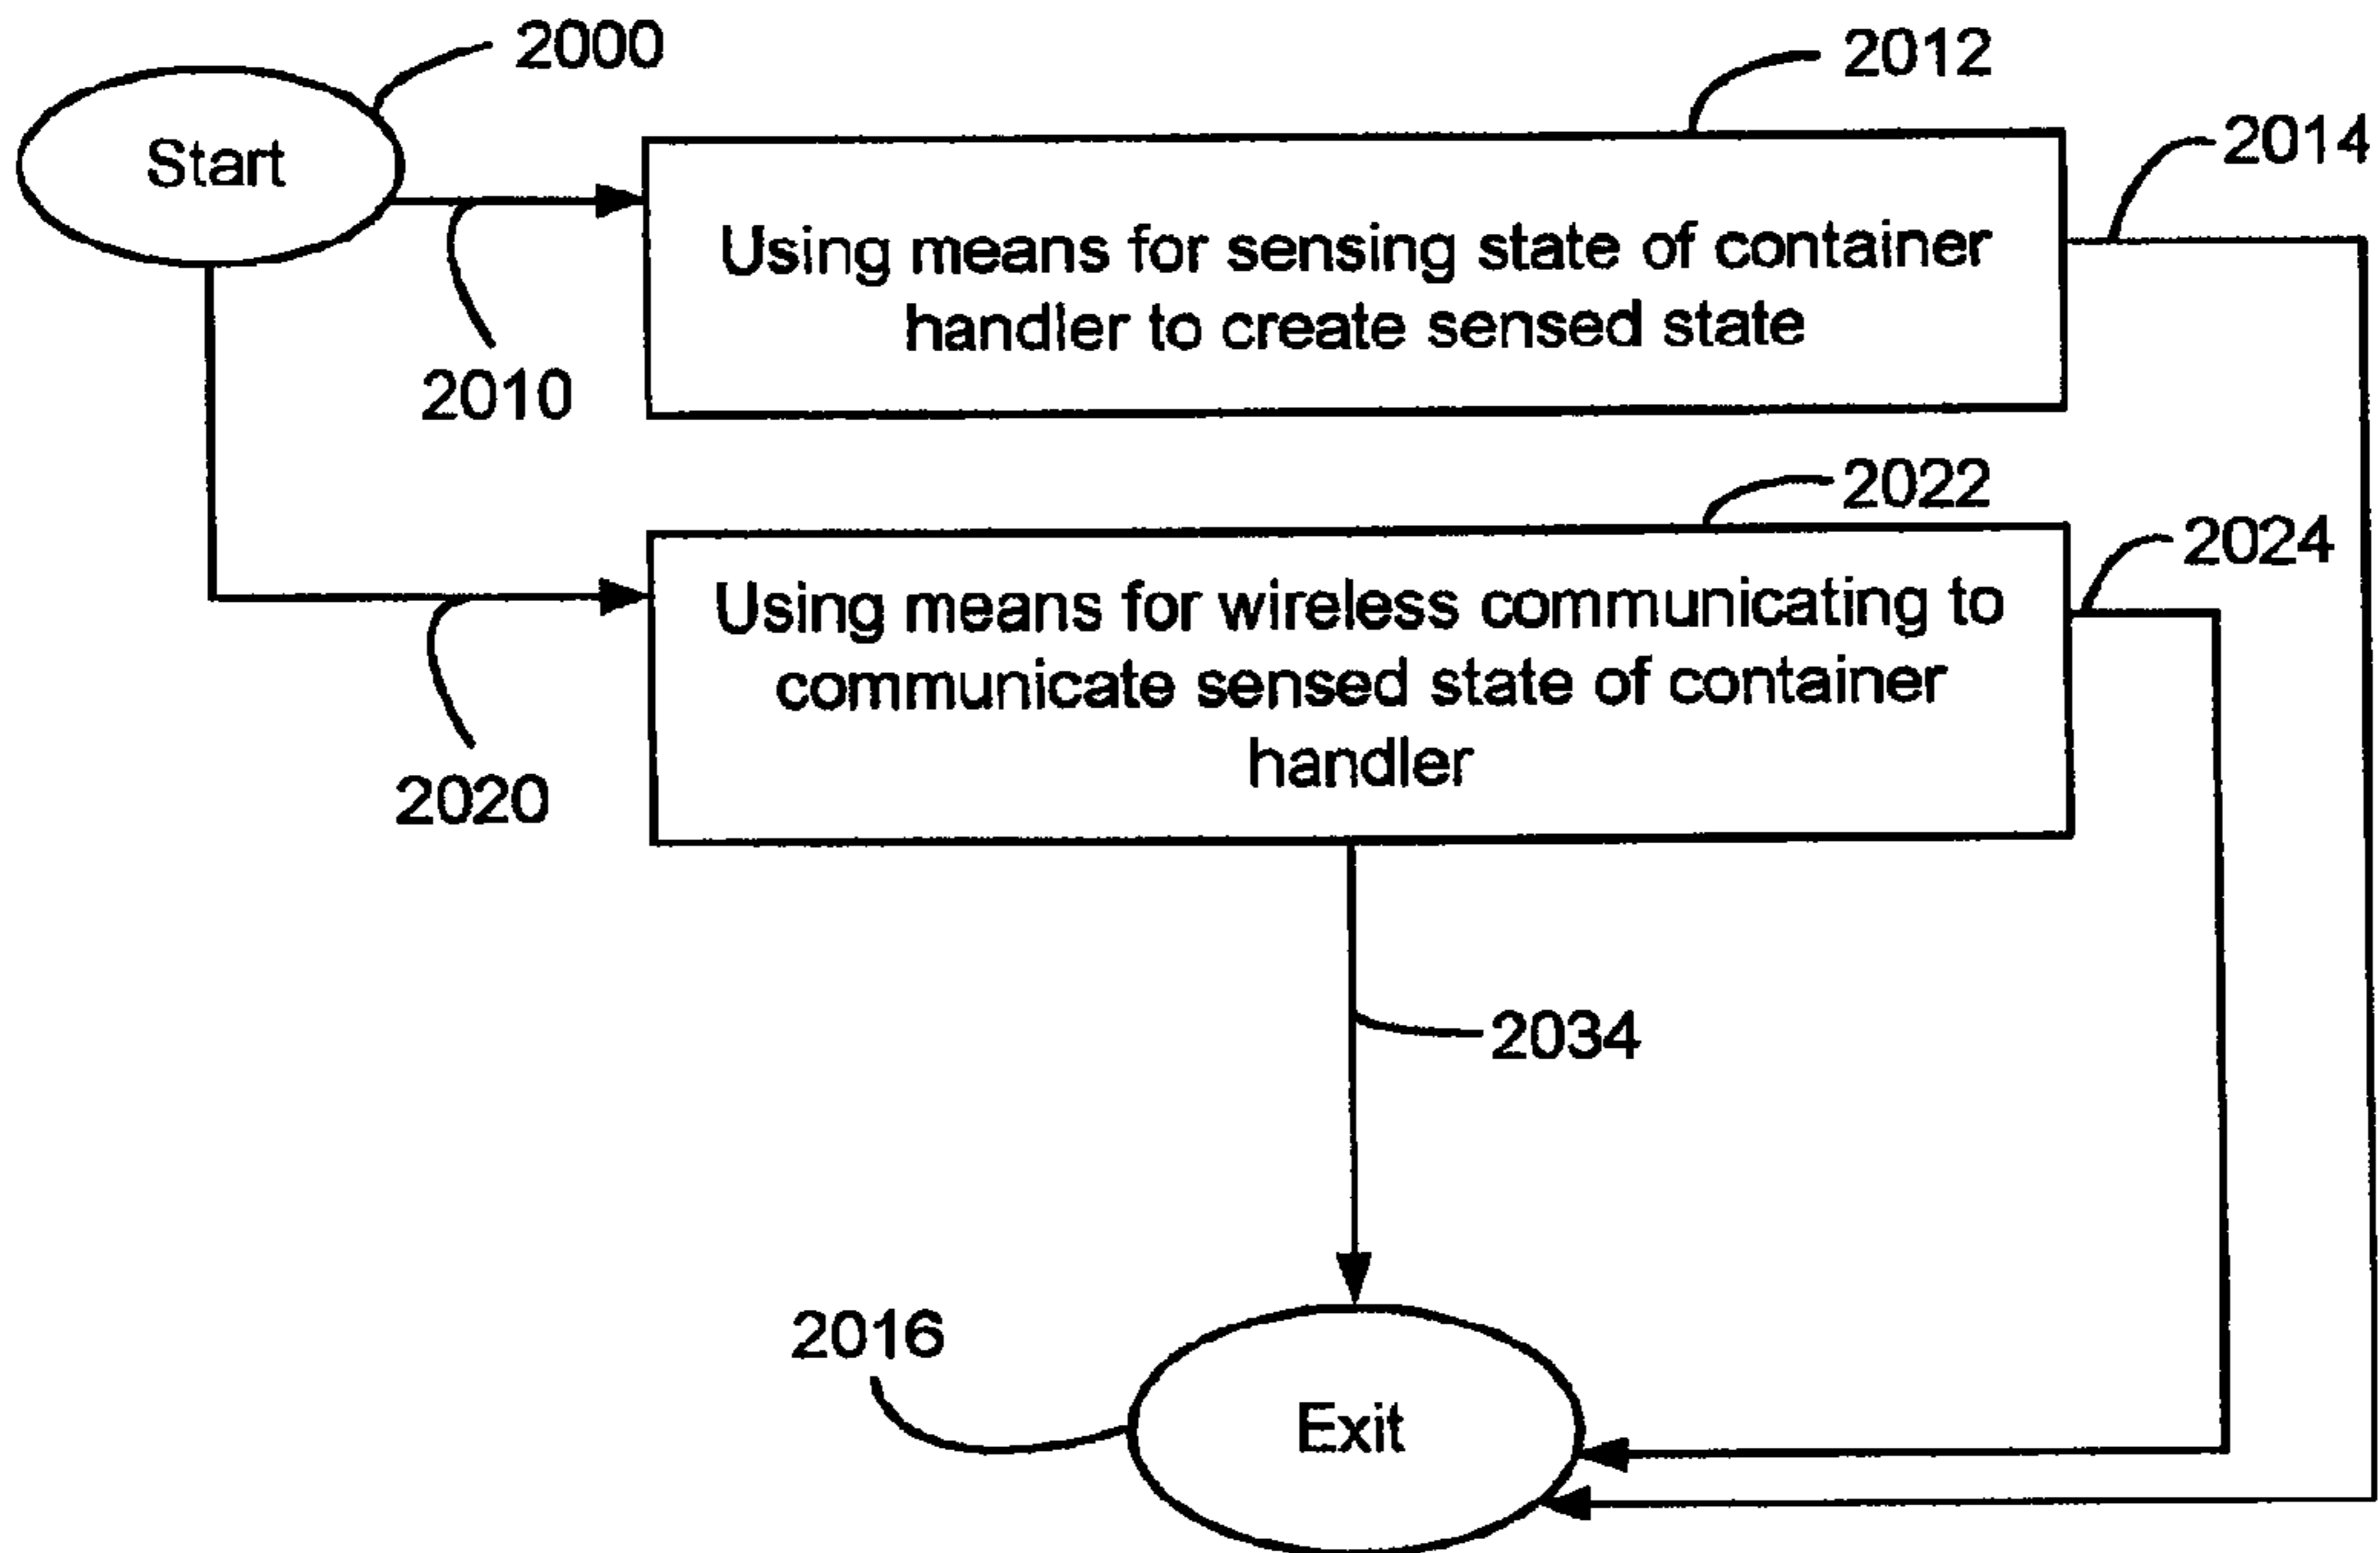 2000
Start
2012
2014
Using means for sensing state of container
handler to create sensed state
2010
2022
2024
Using means for wireless communicating to
communicate sensed state of container
handler
2020
2034
2016
Exit